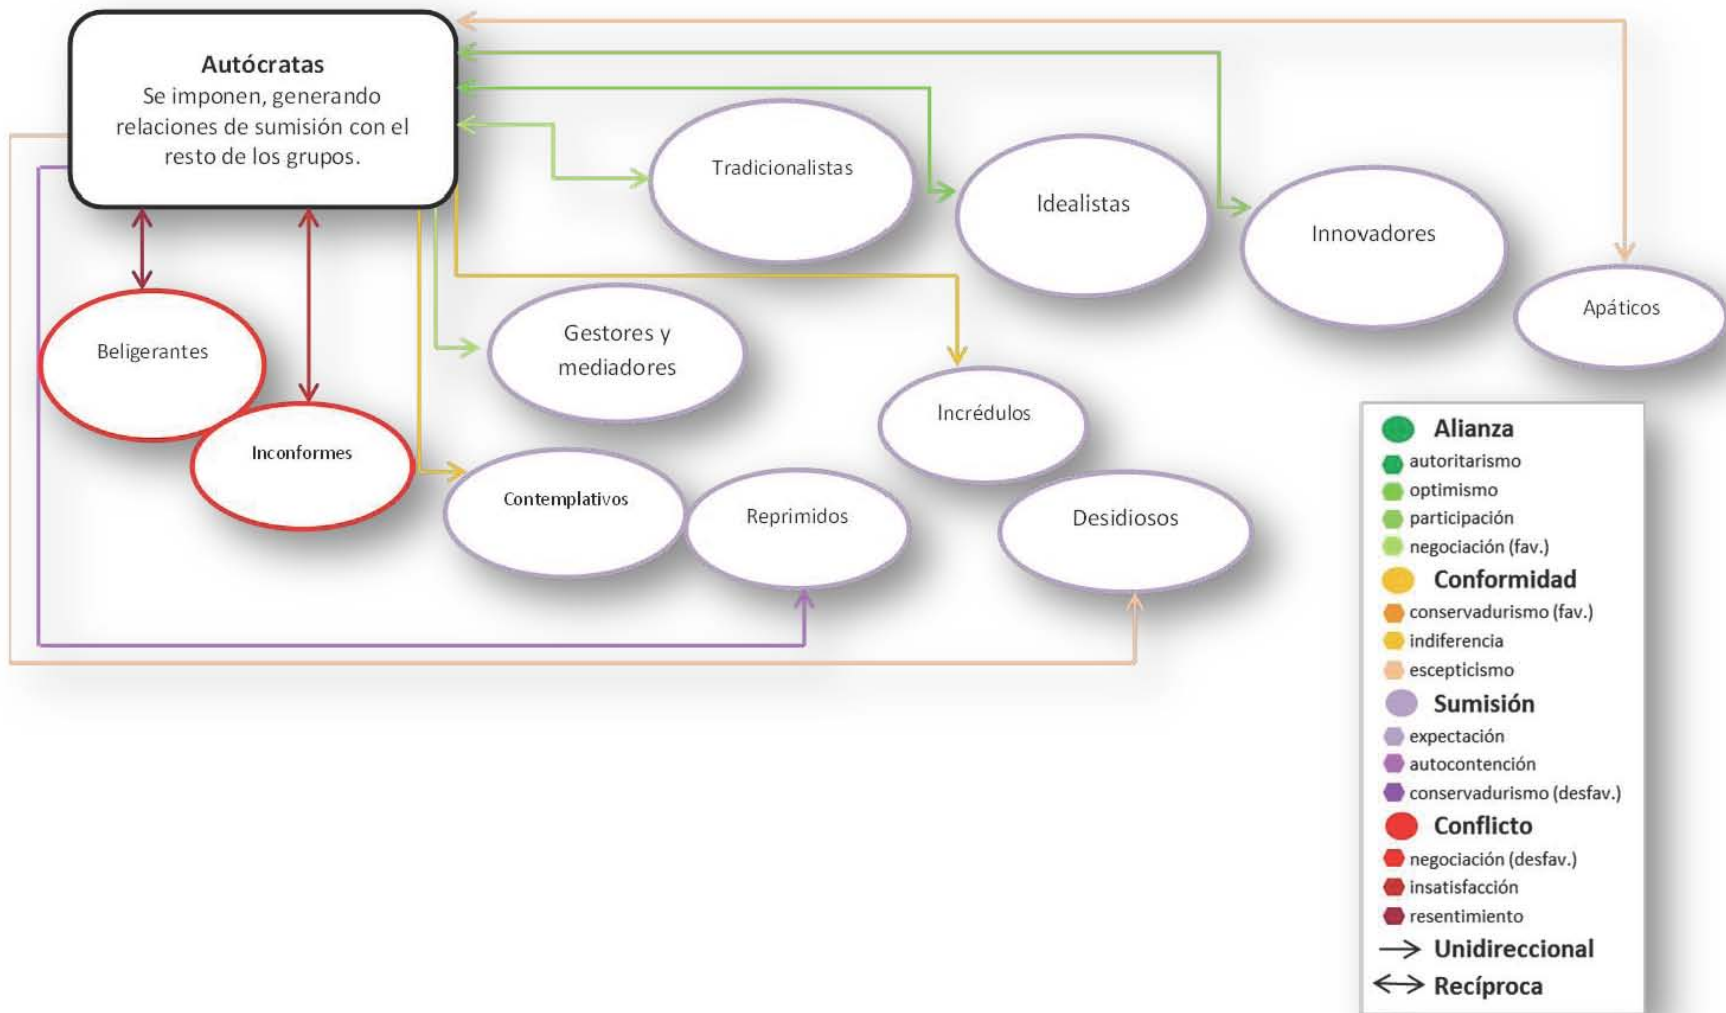 Autócratas
Se imponen, generando
relaciones de sumisión con el
resto de los grupos.
Tradicionalistas
Idealistas
Innovadores
Apáticos
Beligerantes
Gestores y
mediadores
Incrédulos
Inconformes
Contemplativos
Reprimidos
Desidiosos
Alianza
autoritarismo
optimismo
participación
negociación (fav.)
Conformidad
conservadurismo (fav.)
indiferencia
escepticismo
Sumisión
expectación
autocontención
conservadurismo (desfav.)
Conflicto
negociación (desfav.)
insatisfacción
resentimiento
Unidireccional
Recíproca